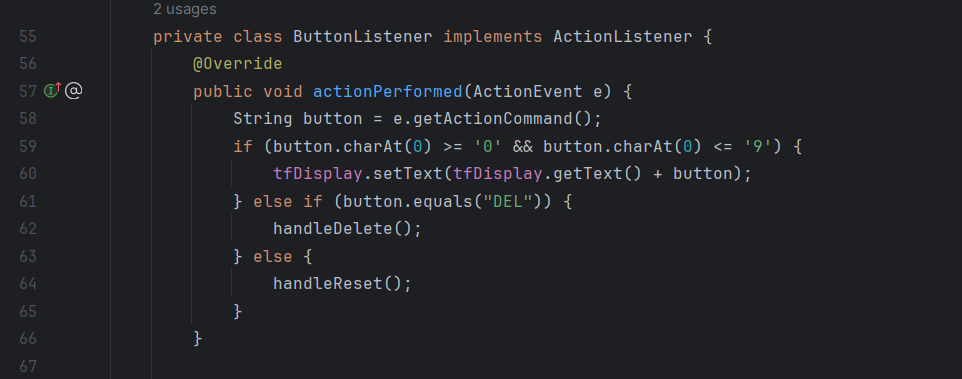 2 usages
55 private class ButtonListener implements ActionListener {
56 @Override
57 @ public void actionPerformed(ActionEvent e) {
58 String button = e.getActionCommand();
59 if (button.charAt(0) >= '0' && button.charAt(0) <= '9') {
60 tfDisplay.setText(tfDisplay.getText() + button);
61 } else if (button.equals("DEL")) {
62 handleDelete();
63 } else {
64 handleReset();
65 }
66 }
67